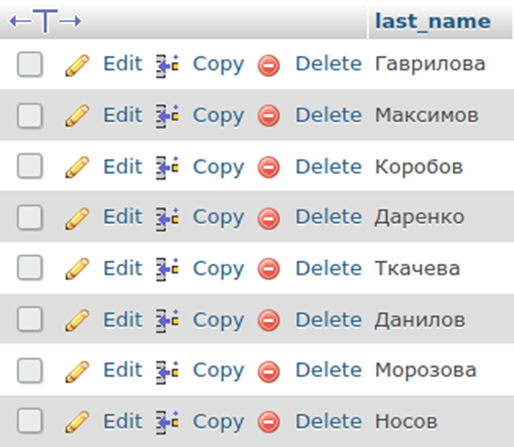 last_name
Edit Copy Delete Гаврилова
Edit Copy Delete Максимов
Edit Copy Delete Коробов
Edit Copy Delete Даренко
Edit Copy Delete Ткачева
Edit Copy Delete Данилов
Edit Copy Delete Морозова
Edit Copy Delete Носов